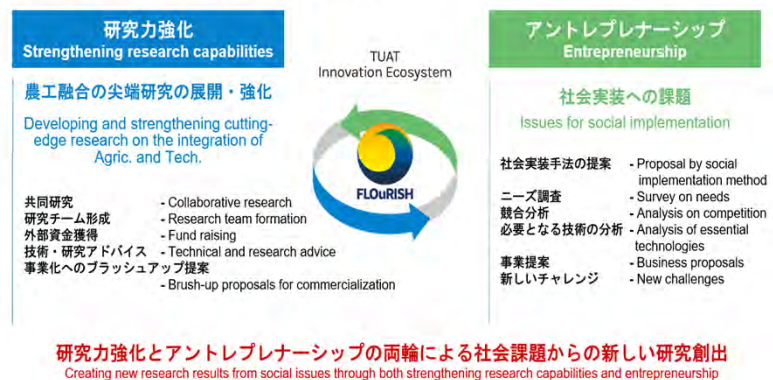 研究力強化
Strengthening research capabilities
農工融合の尖端研究の展開・強化
Developing and strengthening cutting-
edge research on the integration of
Agric. and Tech.
共同研究 - Collaborative research
研究チーム形成 - Research team formation
外部資金獲得 - Fund raising
技術・研究アドバイス - Technical and research advice
事業化へのブラッシュアップ提案
- Brush-up proposals for commercialization
TUAT
Innovation Ecosystem
FLOuRISH
アントレプレナーシップ
Entrepreneurship
社会実装への課題
Issues for social implementation
社会実装手法の提案 - Proposal by social
implementation method
ニーズ調査 - Survey on needs
競合分析 - Analysis on competition
必要となる技術の分析 - Analysis of essential
technologies
事業提案 - Business proposals
新しいチャレンジ - New challenges
研究力強化とアントレプレナーシップの両輪による社会課題からの新しい研究創出
Creating new research results from social issues through both strengthening research capabilities and entrepreneurship